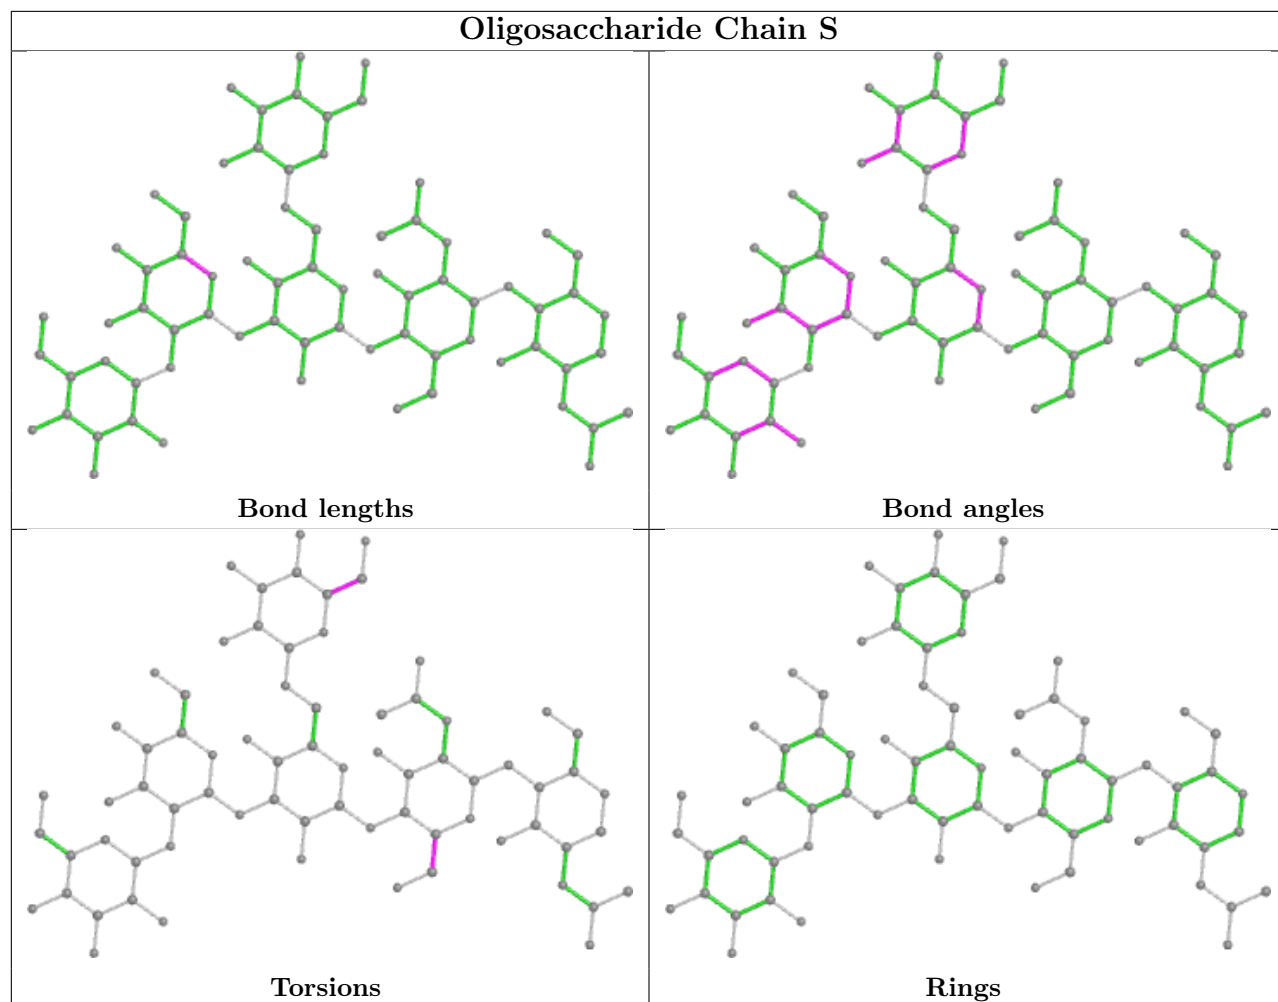 Oligosaccharide Chain S
Bond lengths
Bond angles
Torsions
Rings